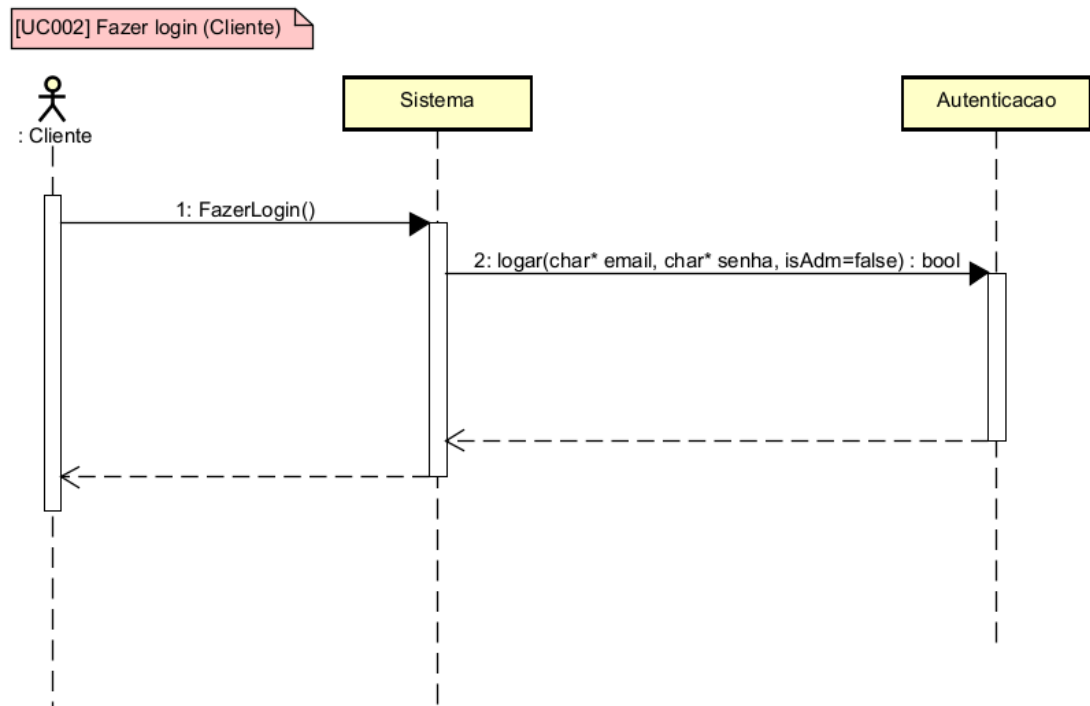 [UC002] Fazer login (Cliente)
: Cliente
Sistema
Autenticacao
1: FazerLogin()
2: logar(char* email, char* senha, isAdm=false) : bool